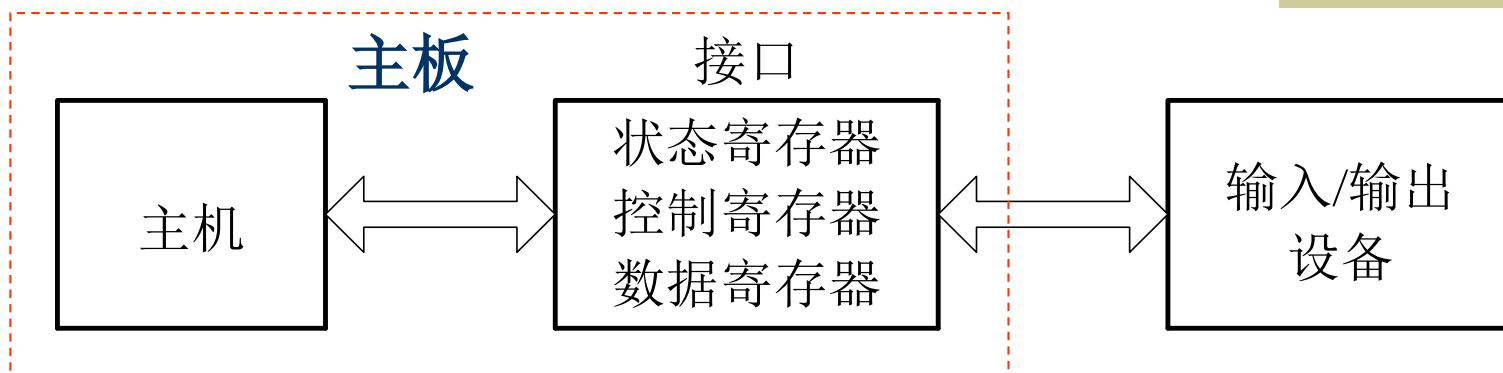 主板
接口
主机
状态寄存器
控制寄存器
数据寄存器
输入/输出
设备